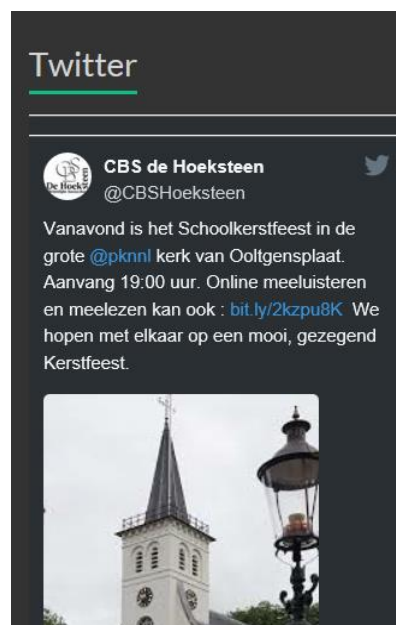 Twitter
CBS de Hoeksteen
@CBSHoeksteen
De Hoek
Vanavond is het Schoolkerstfeest in de
grote @pknnl kerk van Ooltgensplaat.
Aanvang 19:00 uur. Online meeluisteren
en meelezen kan ook : bit.ly/2kzpu8K We
hopen met elkaar op een mooi, gezegend
Kerstfeest.